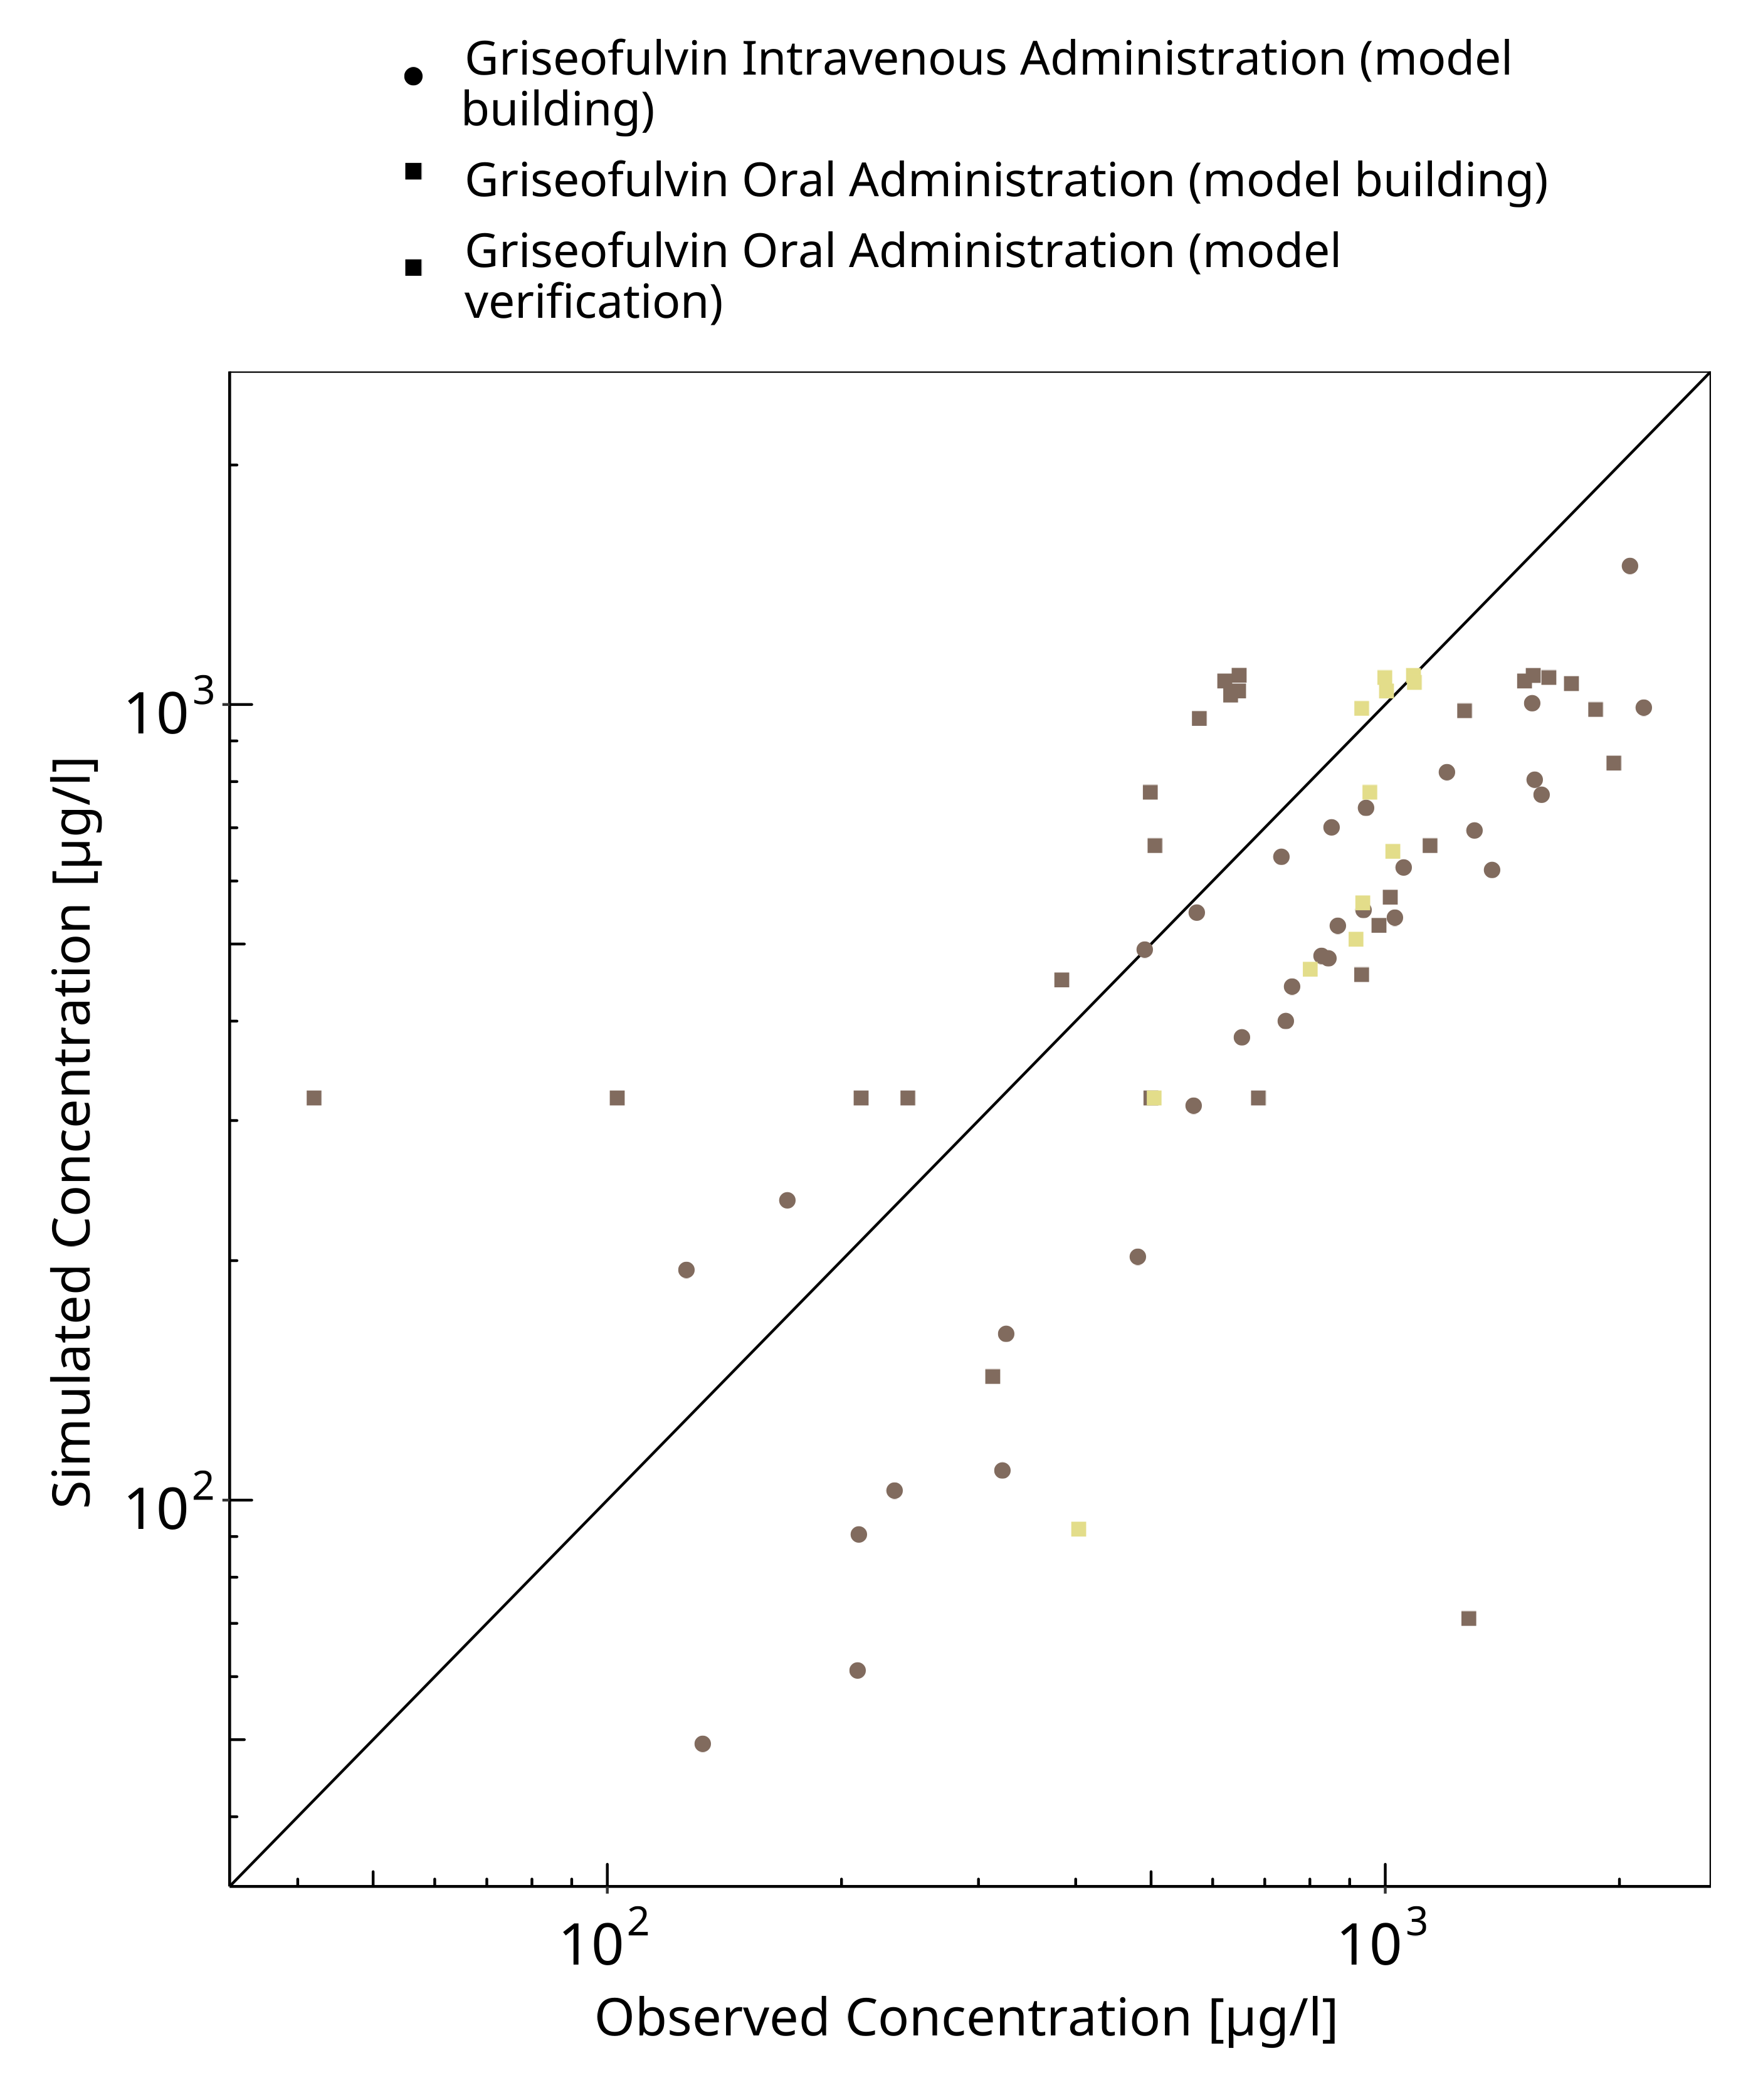 Griseofulvin Intravenous Administration (model
building)
Griseofulvin Oral Administration (model building)
Griseofulvin Oral Administration (model
verification)
Simulated Concentration [µg/l]
10³
10²
10²
10³
Observed Concentration [µg/l]